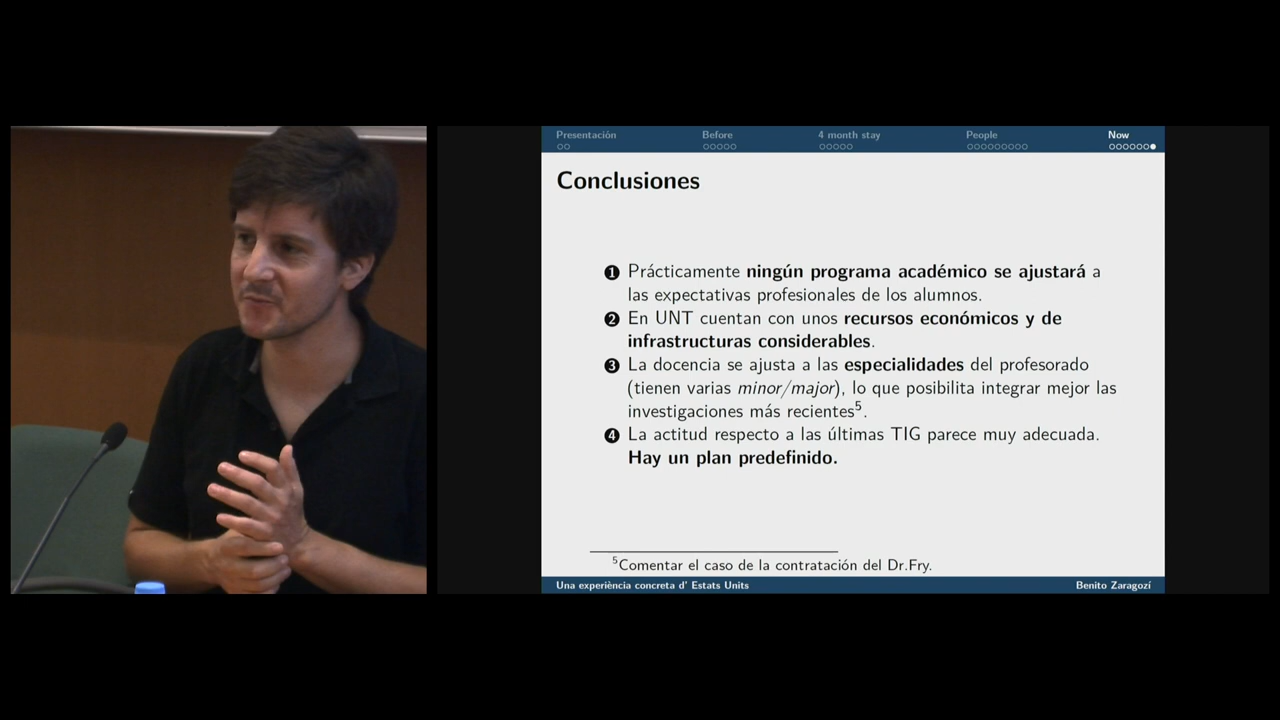 Presentación
Before
4 month stay
People
Now
Conclusiones
❶ Prácticamente ningún programa académico se ajustará a
las expectativas profesionales de los alumnos.
❷ En UNT cuentan con unos recursos económicos y de
infrastructuras considerables.
❸ La docencia se ajusta a las especialidades del profesorado
(tienen varias minor/major), lo que posibilita integrar mejor las
investigaciones más recientes⁵.
❹ La actitud respecto a las últimas TIG parece muy adecuada.
Hay un plan predefinido.
⁵Comentar el caso de la contratación del Dr.Fry.
Una experiència concreta d' Estats Units
Benito Zaragozí